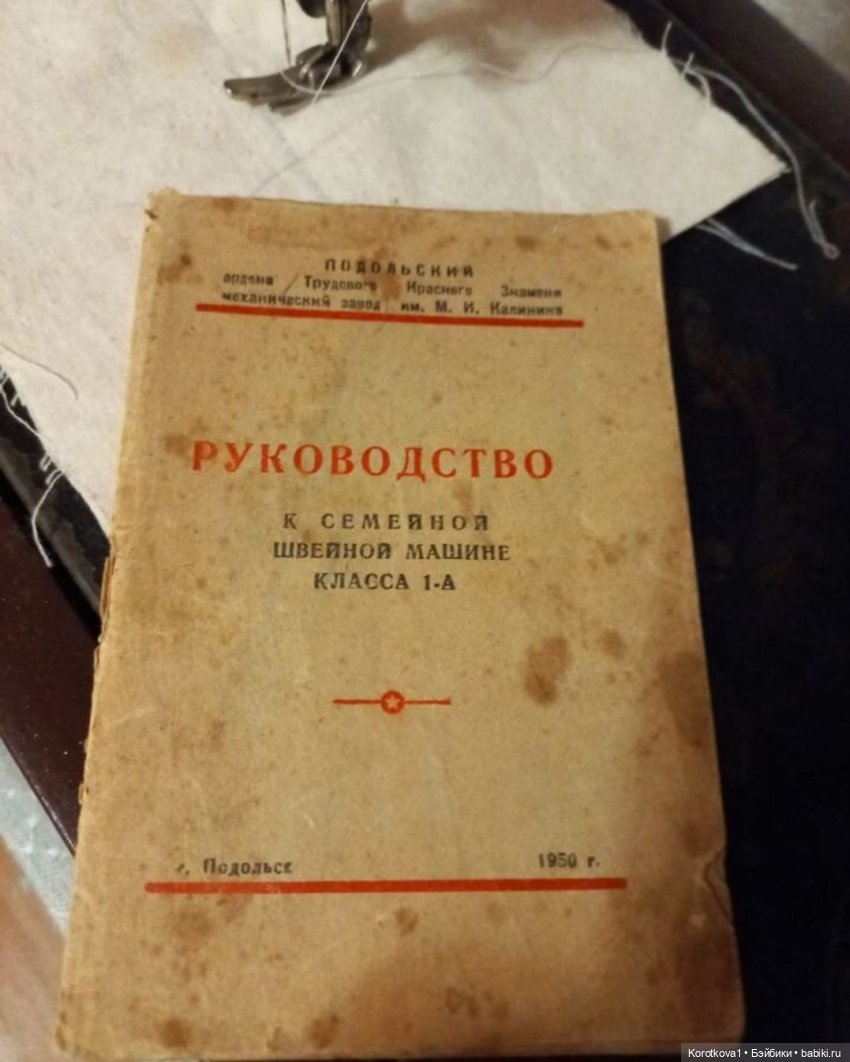 ПОДОЛЬСКИЙ
ордена Трудового Красного Знамени
механический завод им. М. И. Калинина
РУКОВОДСТВО
К СЕМЕЙНОЙ
ШВЕЙНОЙ МАШИНЕ
КЛАССА 1-А
г. Подольск 1950 г.
Korotkova1 • Бэйбики • babiki.ru